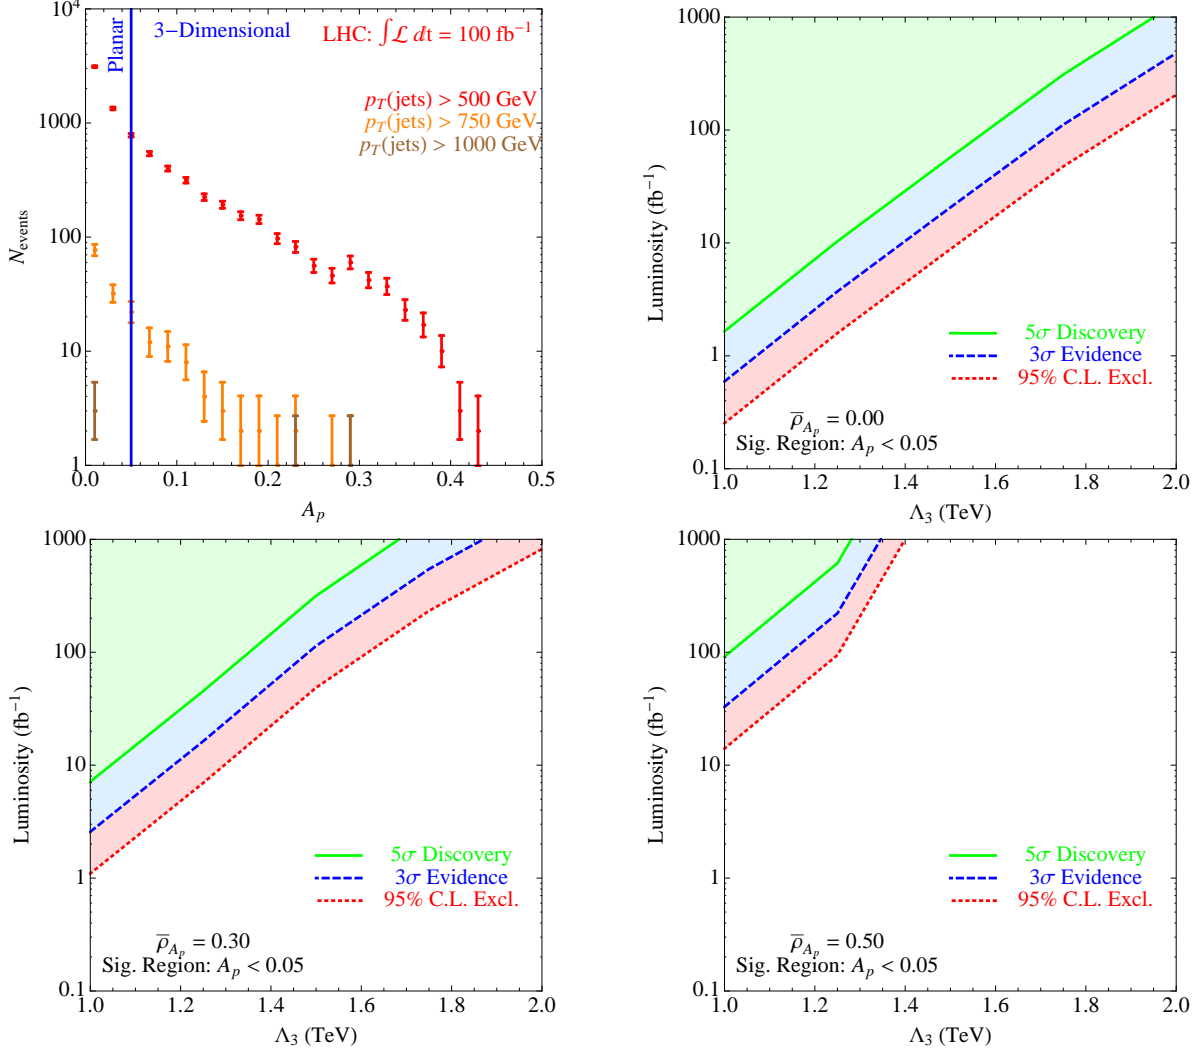 10^4
1000
100
10
1
N_events
Planar
3−Dimensional
LHC: ∫ℒ dt = 100 fb^−1
p_T(jets) > 500 GeV
p_T(jets) > 750 GeV
p_T(jets) > 1000 GeV
0.0 0.1 0.2 0.3 0.4 0.5
A_p
1000
100
10
1
0.1
Luminosity (fb^−1)
5σ Discovery
3σ Evidence
95% C.L. Excl.
ρ̅_A_p = 0.00
Sig. Region: A_p < 0.05
1.0 1.2 1.4 1.6 1.8 2.0
Λ_3 (TeV)
1000
100
10
1
0.1
Luminosity (fb^−1)
5σ Discovery
3σ Evidence
95% C.L. Excl.
ρ̅_A_p = 0.30
Sig. Region: A_p < 0.05
1.0 1.2 1.4 1.6 1.8 2.0
Λ_3 (TeV)
1000
100
10
1
0.1
Luminosity (fb^−1)
5σ Discovery
3σ Evidence
95% C.L. Excl.
ρ̅_A_p = 0.50
Sig. Region: A_p < 0.05
1.0 1.2 1.4 1.6 1.8 2.0
Λ_3 (TeV)